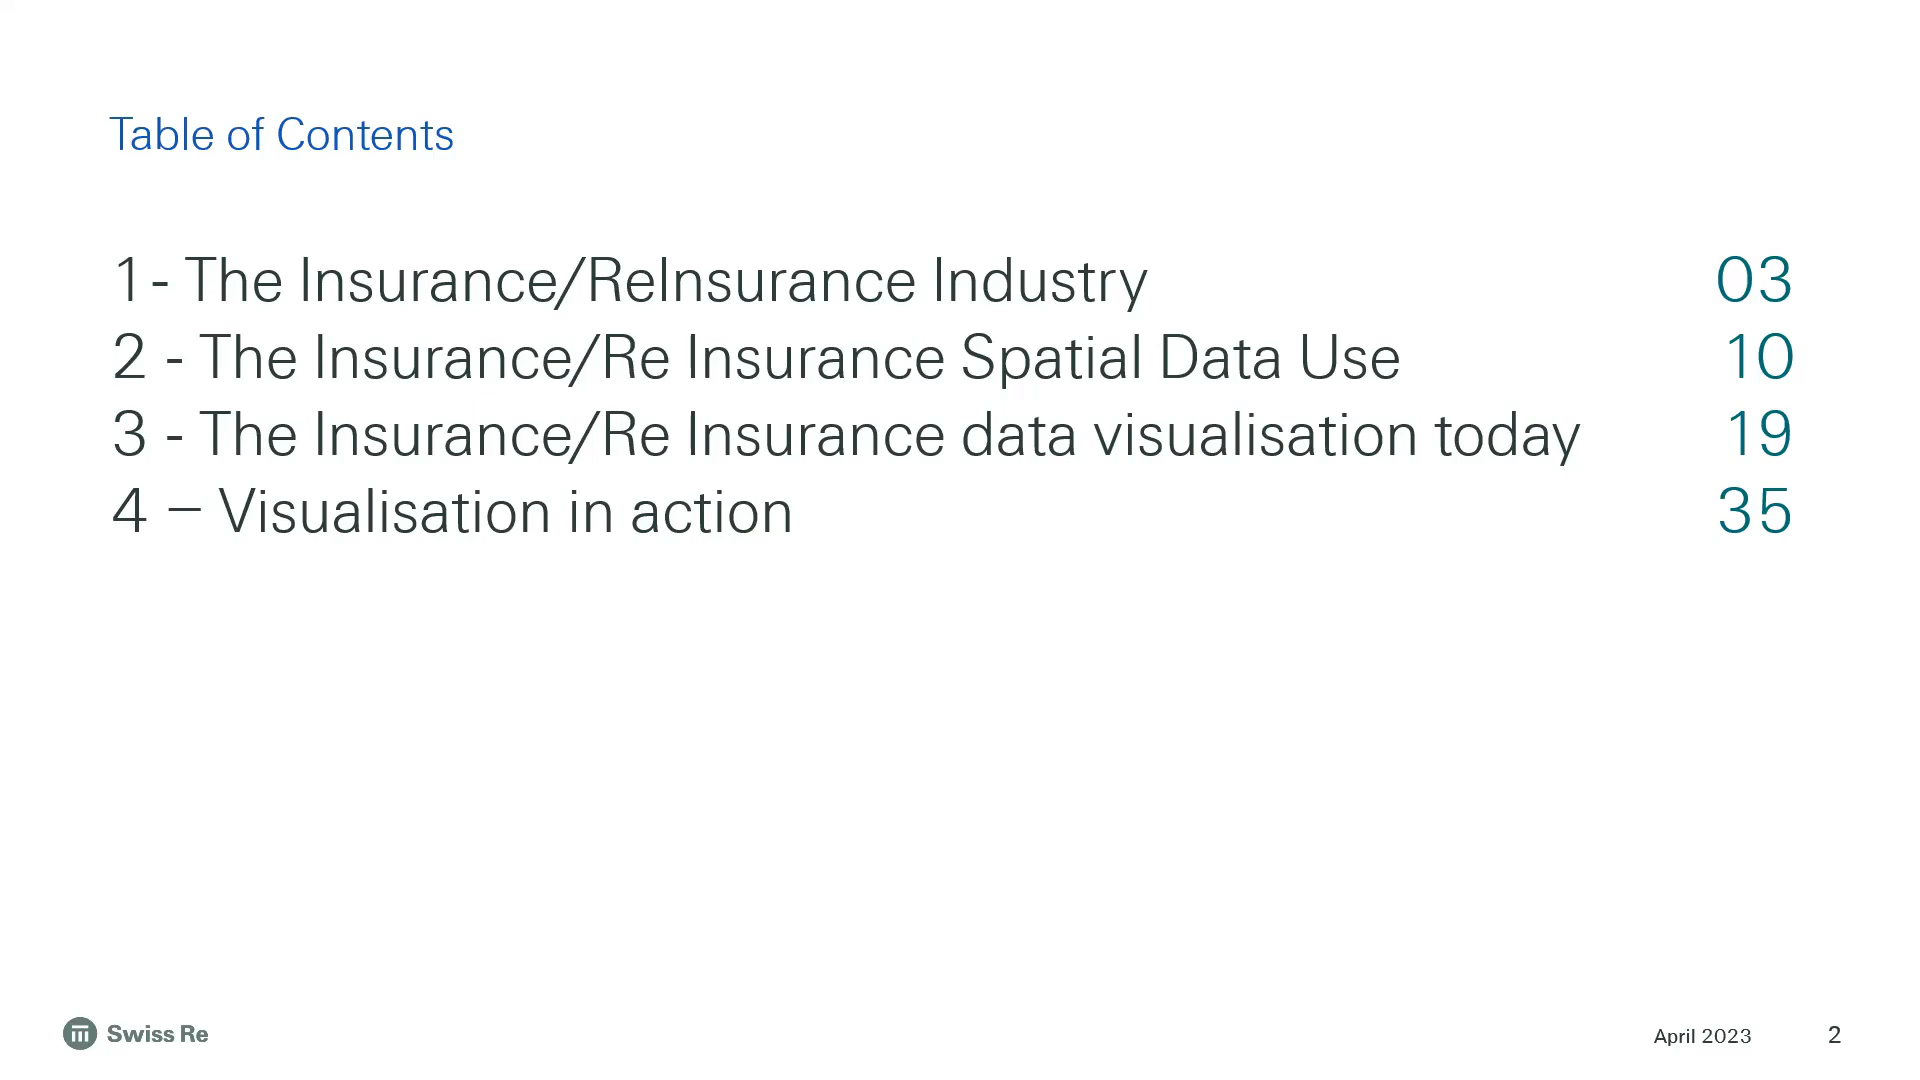 Table of Contents
1- The Insurance/ReInsurance Industry 03
2 - The Insurance/Re Insurance Spatial Data Use 10
3 - The Insurance/Re Insurance data visualisation today 19
4 – Visualisation in action 35
Swiss Re April 2023 2